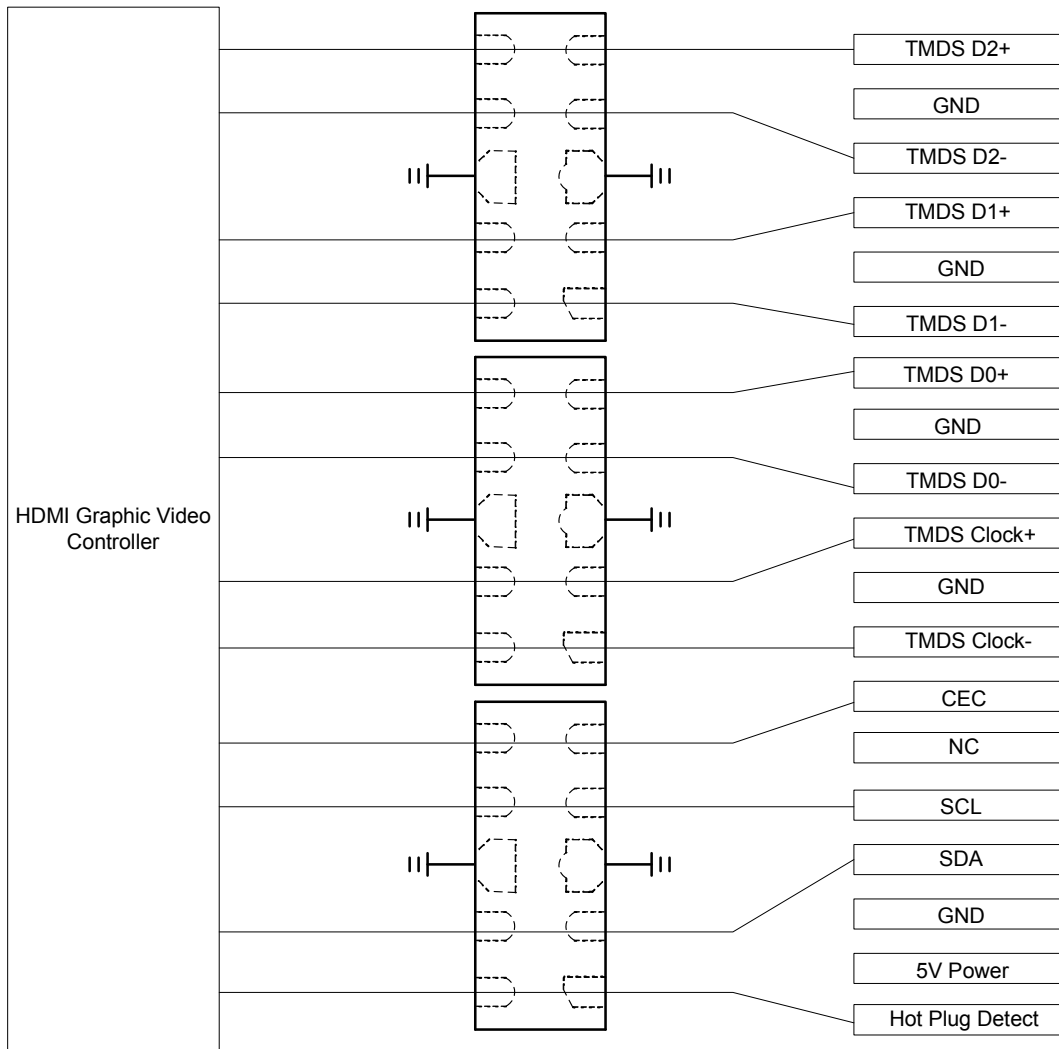 TMDS D2+
GND
TMDS D2-
TMDS D1+
GND
TMDS D1-
TMDS D0+
GND
TMDS D0-
HDMI Graphic Video
Controller
TMDS Clock+
GND
TMDS Clock-
CEC
NC
SCL
SDA
GND
5V Power
Hot Plug Detect